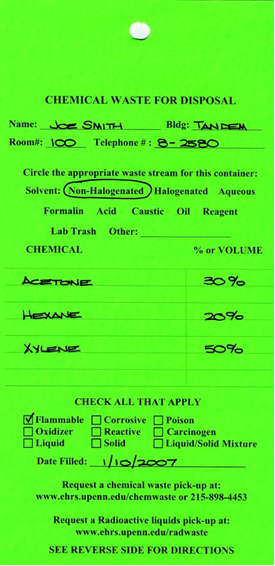 CHEMICAL WASTE FOR DISPOSAL
Name: JOE SMITH Bldg: TANDEM
Room#: 100 Telephone #: 8-2580
Circle the appropriate waste stream for this container:
Solvent: Non-Halogenated Halogenated Aqueous
Formalin Acid Caustic Oil Reagent
Lab Trash Other:
CHEMICAL % or VOLUME
ACETONE 30%
HEXANE 20%
XYLENE 50%
CHECK ALL THAT APPLY
Flammable Corrosive Poison
Oxidizer Reactive Carcinogen
Liquid Solid Liquid/Solid Mixture
Date Filled: 1/10/2007
Request a chemical waste pick-up at:
www.ehrs.upenn.edu/chemwaste or 215-898-4453
Request a Radioactive liquids pick-up at:
www.ehrs.upenn.edu/radwaste
SEE REVERSE SIDE FOR DIRECTIONS